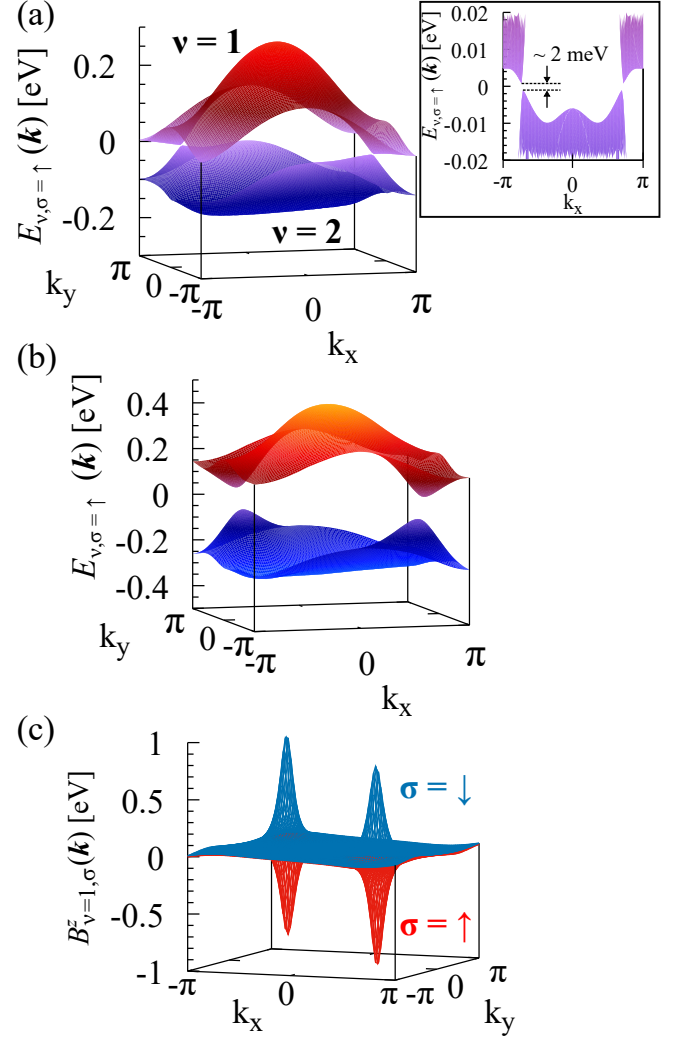 (a)
0.2
0
-0.2
E_{ν,σ=↑} (k) [eV]
ν = 1
ν = 2
k_y
π
0
-π
-π
0
π
k_x
0.02
0.01
0
-0.01
-0.02
E_{ν,σ=↑} (k) [eV]
~ 2 meV
-π
0
π
k_x
(b)
0.4
0.2
0
-0.2
-0.4
E_{ν,σ=↑} (k) [eV]
k_y
π
0
-π
-π
0
π
k_x
(c)
1
0.5
0
-0.5
-1
B^z_{ν=1,σ}(k) [eV]
σ = ↓
σ = ↑
-π
0
π
k_x
-π
0
π
k_y